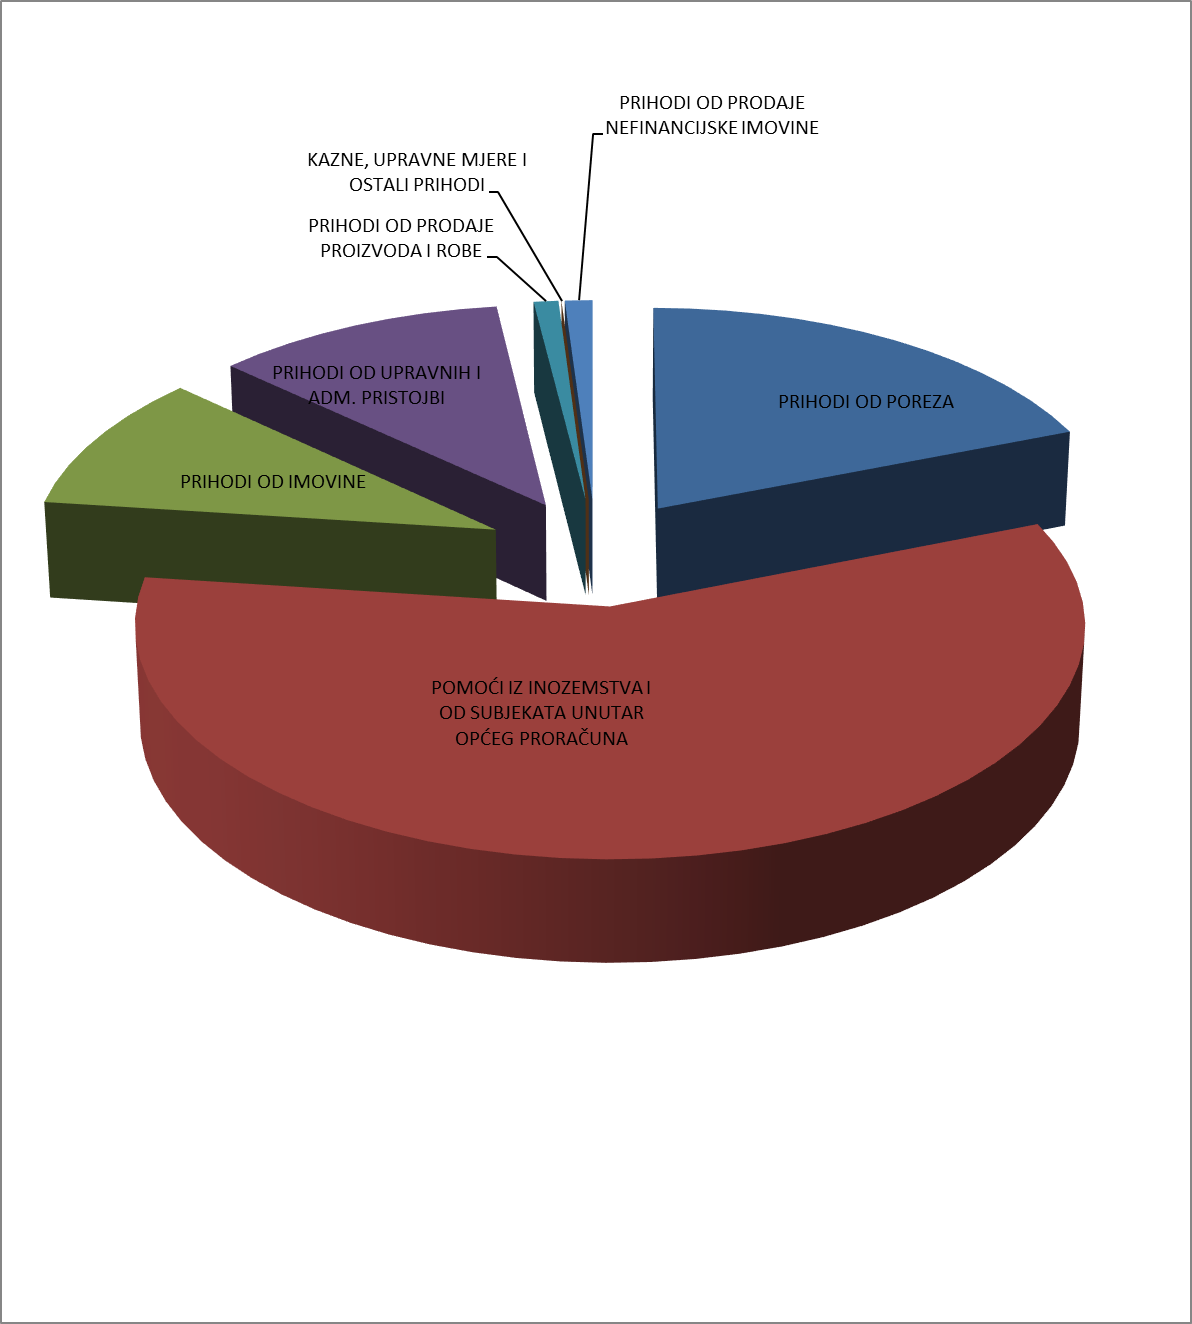 PRIHODI OD PRODAJE
NEFINANCIJSKE IMOVINE
KAZNE, UPRAVNE MJERE I
OSTALI PRIHODI
PRIHODI OD PRODAJE
PROIZVODA I ROBE
PRIHODI OD UPRAVNIH I
ADM. PRISTOJBI
PRIHODI OD POREZA
PRIHODI OD IMOVINE
POMOĆI IZ INOZEMSTVA I
OD SUBJEKATA UNUTAR
OPĆEG PRORAČUNA